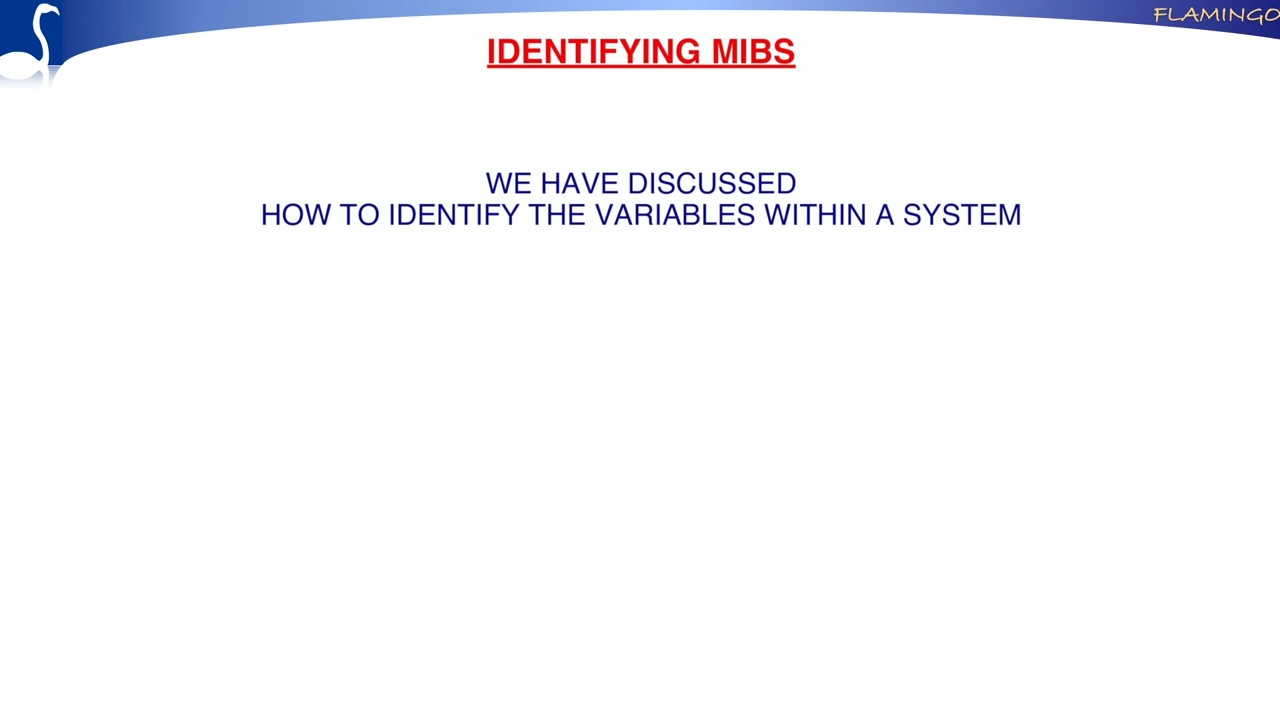 FLAMINGO
IDENTIFYING MIBS
WE HAVE DISCUSSED
HOW TO IDENTIFY THE VARIABLES WITHIN A SYSTEM